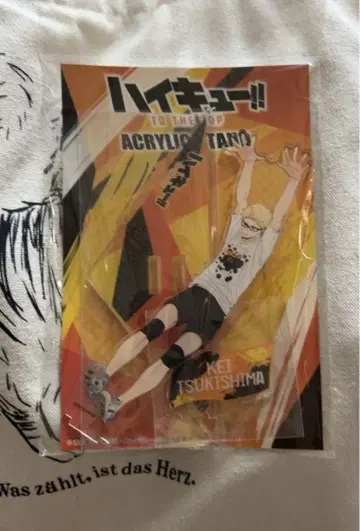 ハイキュー!!
TO THE TOP
ACRYLIC STAND
KEI
TSUKISHIMA
Was zählt, ist das Herz.